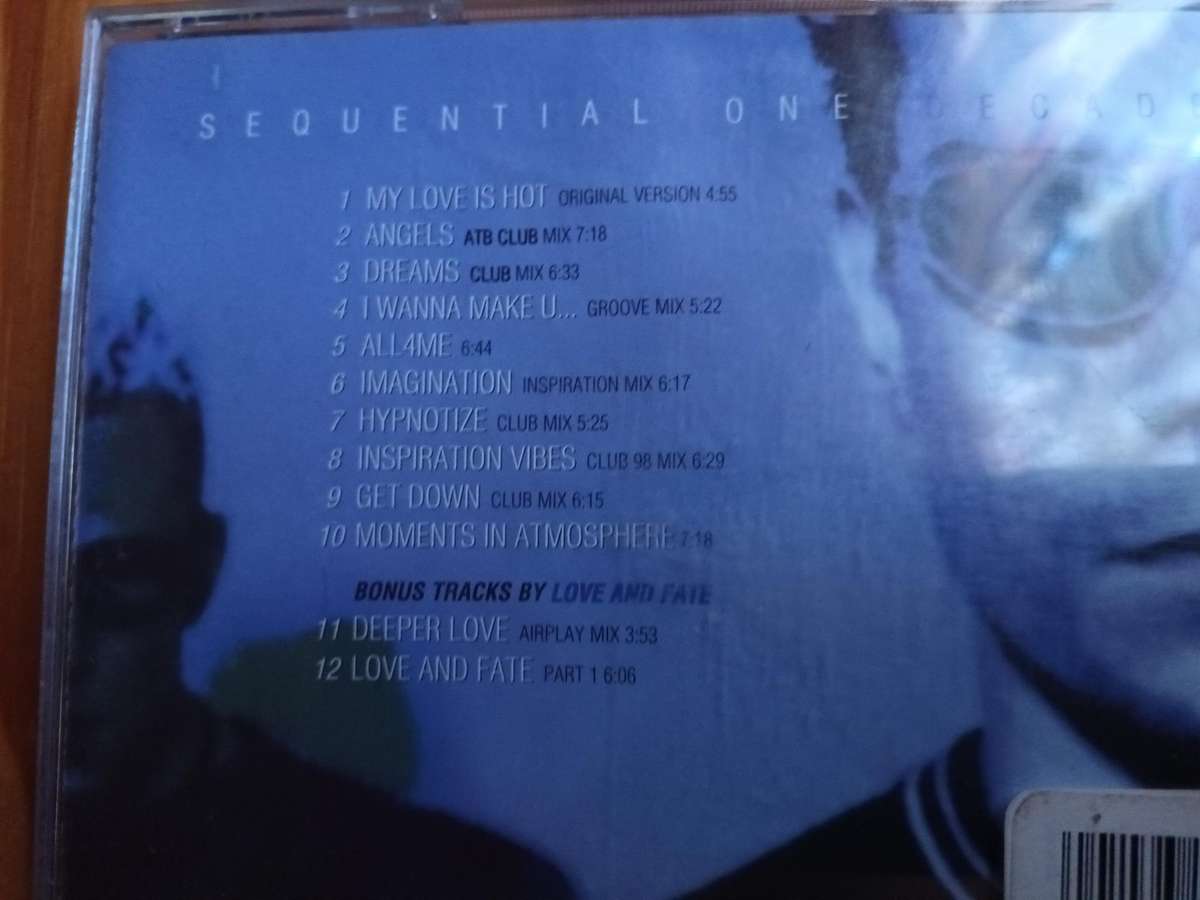 SEQUENTIAL ONE DECADE
1 MY LOVE IS HOT ORIGINAL VERSION 4:55
2 ANGELS ATB CLUB MIX 7:18
3 DREAMS CLUB MIX 6:33
4 I WANNA MAKE U... GROOVE MIX 5:22
5 ALL4ME 6:44
6 IMAGINATION INSPIRATION MIX 6:17
7 HYPNOTIZE CLUB MIX 5:25
8 INSPIRATION VIBES CLUB 98 MIX 6:29
9 GET DOWN CLUB MIX 6:15
10 MOMENTS IN ATMOSPHERE 7:18
BONUS TRACKS BY LOVE AND FATE
11 DEEPER LOVE AIRPLAY MIX 3:53
12 LOVE AND FATE PART 1 6:06